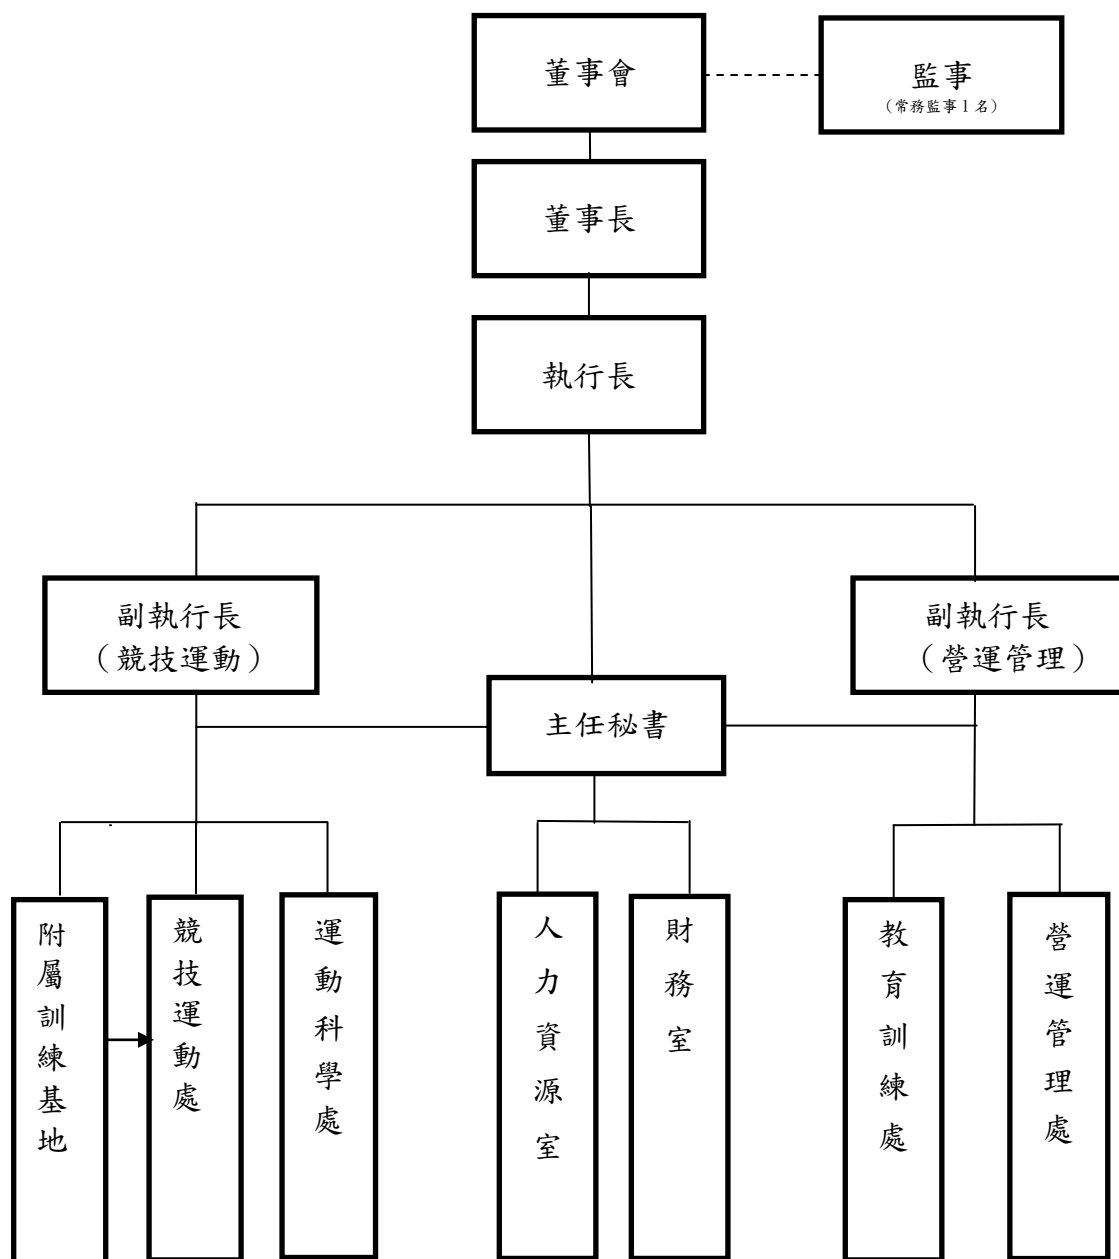 董事會
監事
（常務監事1名）
董事長
執行長
副執行長
（競技運動）
副執行長
（營運管理）
主任秘書
附屬訓練基地
競技運動處
運動科學處
人力資源室
財務室
教育訓練處
營運管理處